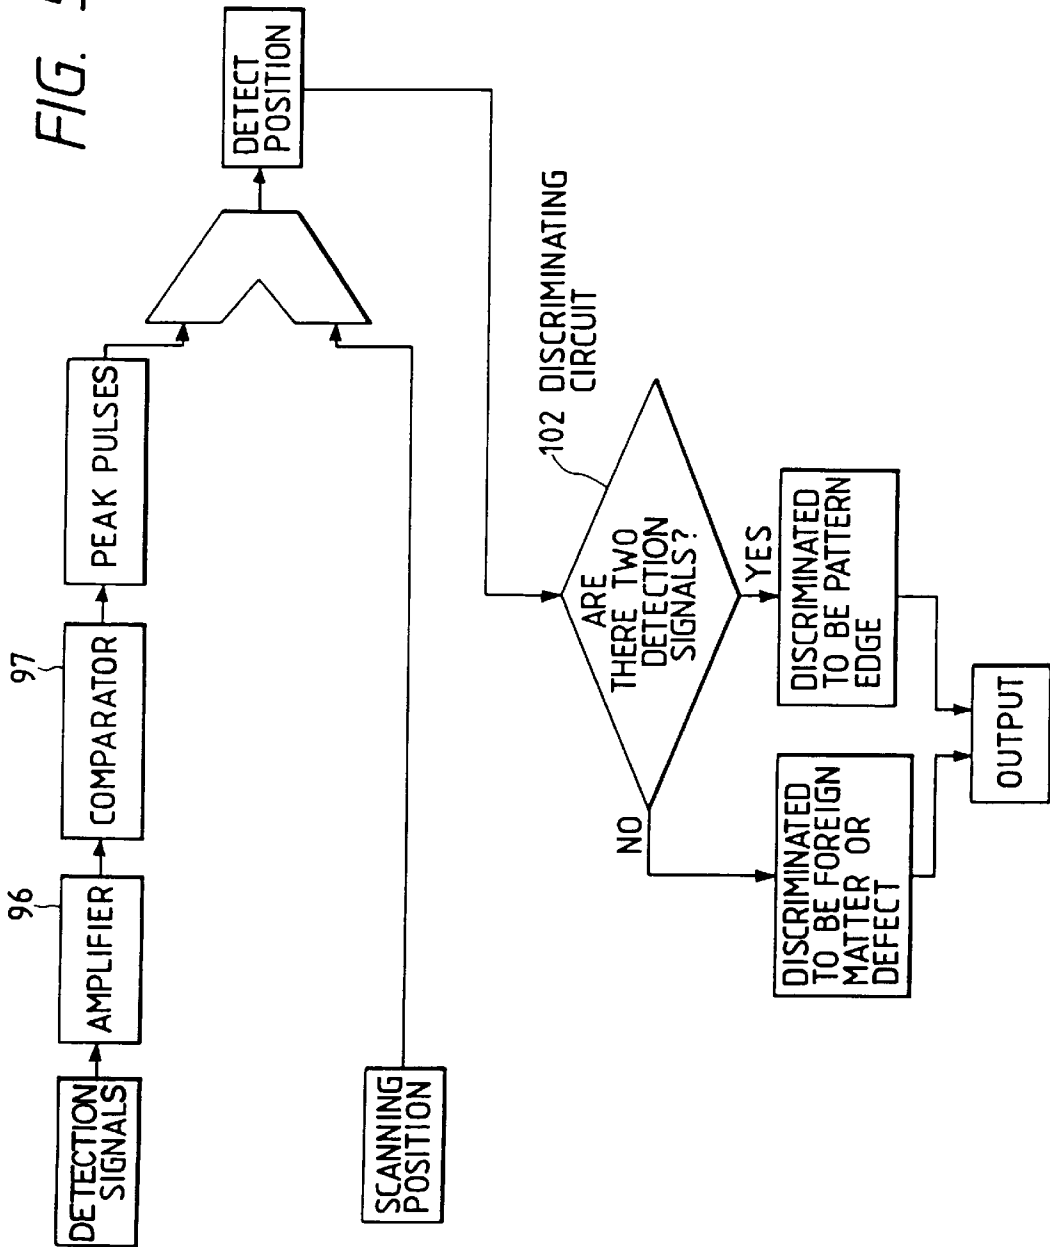 FIG. 5
96
97
DETECTION
SIGNALS
AMPLIFIER
COMPARATOR
PEAK PULSES
DETECT
POSITION
SCANNING
POSITION
102 DISCRIMINATING
CIRCUIT
ARE
THERE TWO
DETECTION
SIGNALS?
NO
YES
DISCRIMINATED
TO BE FOREIGN
MATTER OR
DEFECT
DISCRIMINATED
TO BE PATTERN
EDGE
OUTPUT